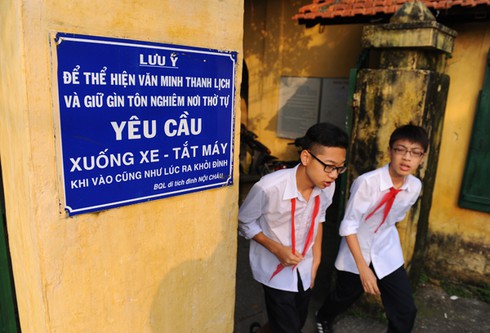 LƯU Ý
ĐỂ THỂ HIỆN VĂN MINH THANH LỊCH
VÀ GIỮ GÌN TÔN NGHIÊM NƠI THỜ TỰ
YÊU CẦU
XUỐNG XE - TẮT MÁY
KHI VÀO CŨNG NHƯ LÚC RA KHỎI ĐÌNH
BQL di tích đình NỘI CHÂU